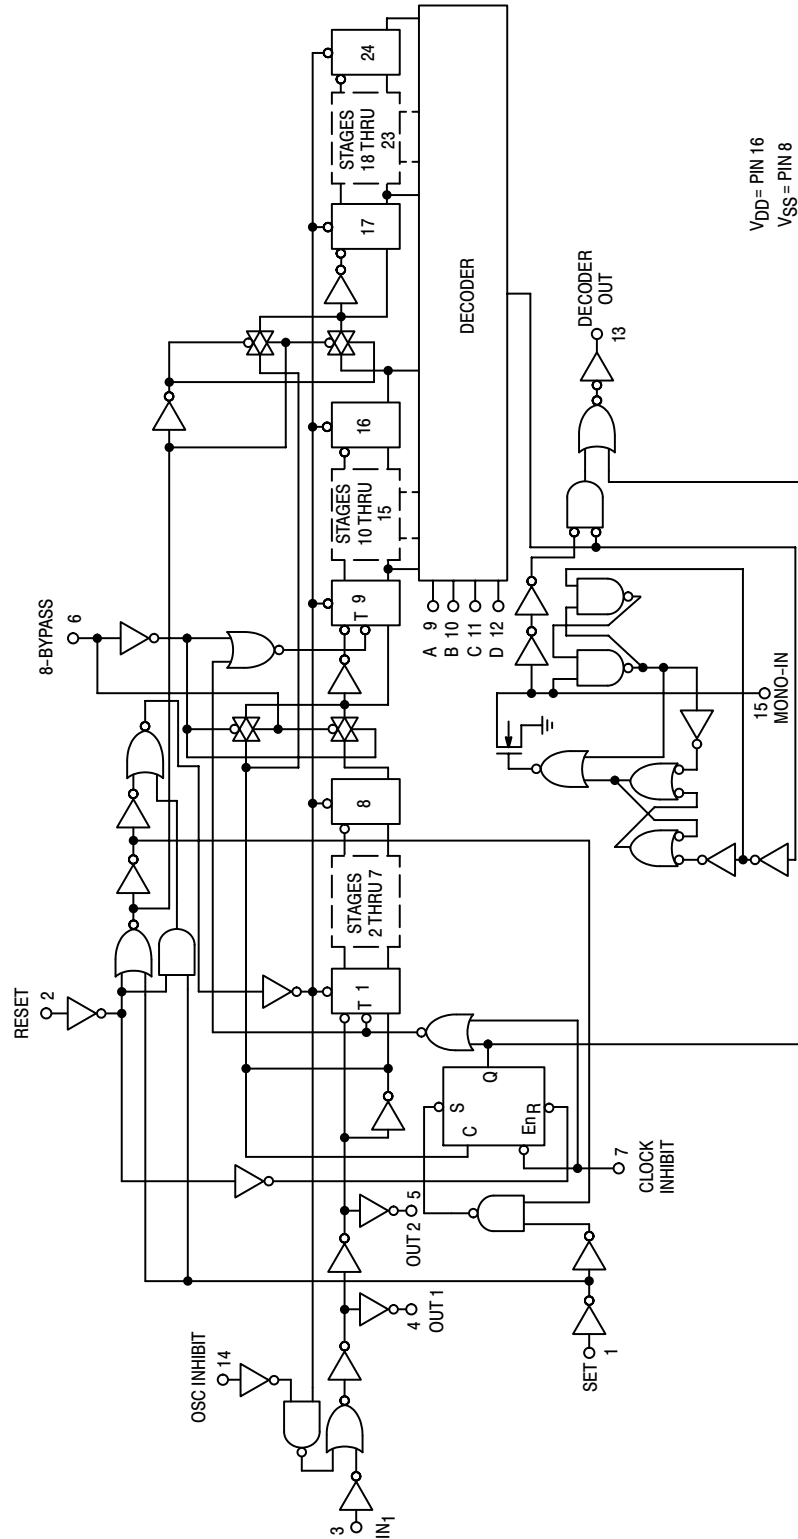 RESET
2
8-BYPASS
6
OSC INHIBIT
14
3
IN1
4
OUT 1
OUT 2
5
SET
1
T 1
STAGES
2 THRU 7
8
T 9
STAGES
10 THRU
15
16
17
STAGES
18 THRU
23
24
C
S
Q
En
R
7
CLOCK
INHIBIT
A 9
B 10
C 11
D 12
DECODER
15
MONO-IN
DECODER
OUT
13
VDD = PIN 16
VSS = PIN 8